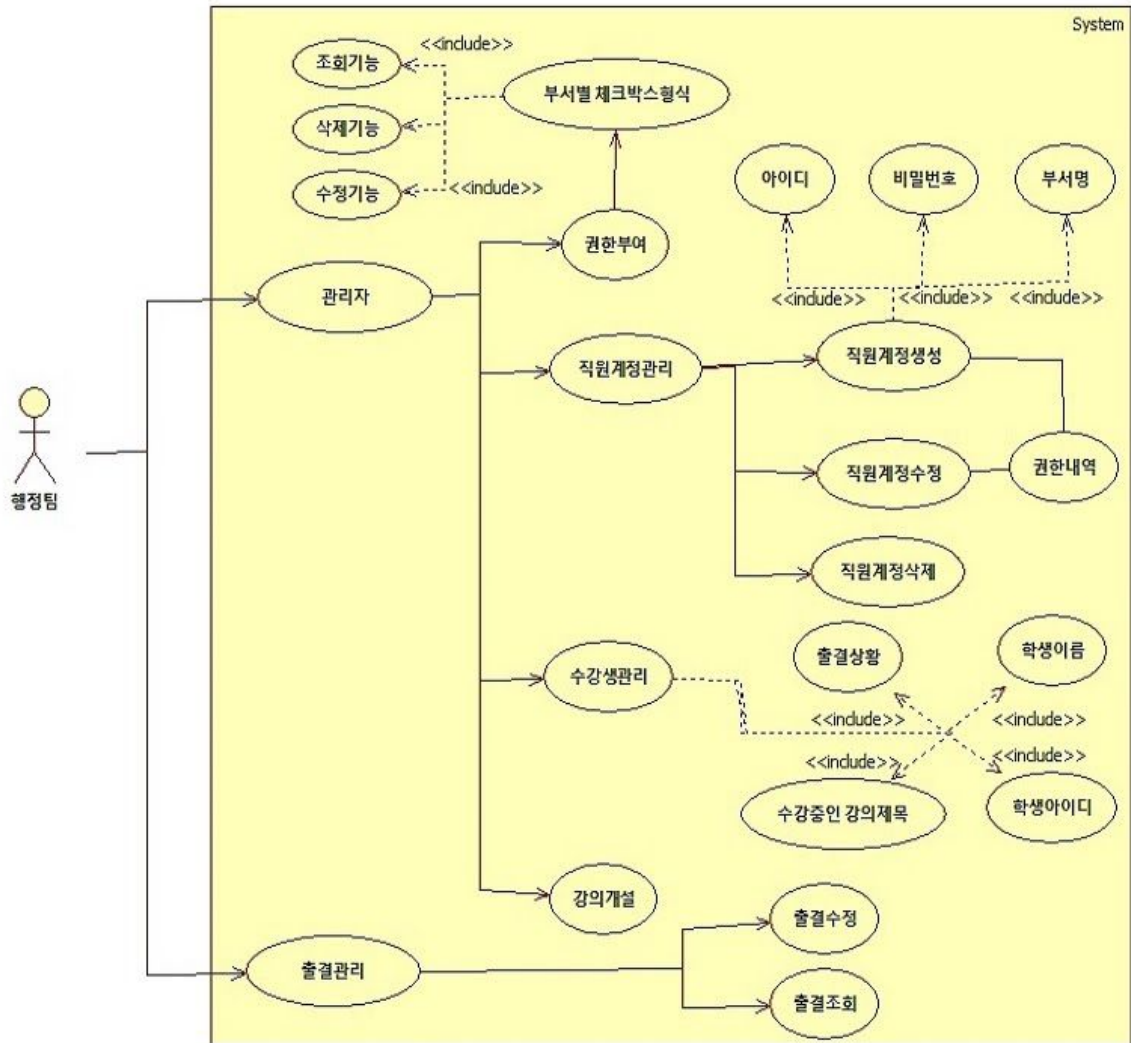 System
<<include>>
조회기능
부서별 체크박스형식
삭제기능
<<include>>
수정기능
아이디
비밀번호
부서명
권한부여
관리자
<<include>>
<<include>>
<<include>>
직원계정관리
직원계정생성
행정팀
직원계정수정
권한내역
직원계정삭제
수강생관리
출결상황
학생이름
<<include>>
<<include>>
<<include>>
<<include>>
수강중인 강의제목
학생아이디
강의개설
출결수정
출결관리
출결조회